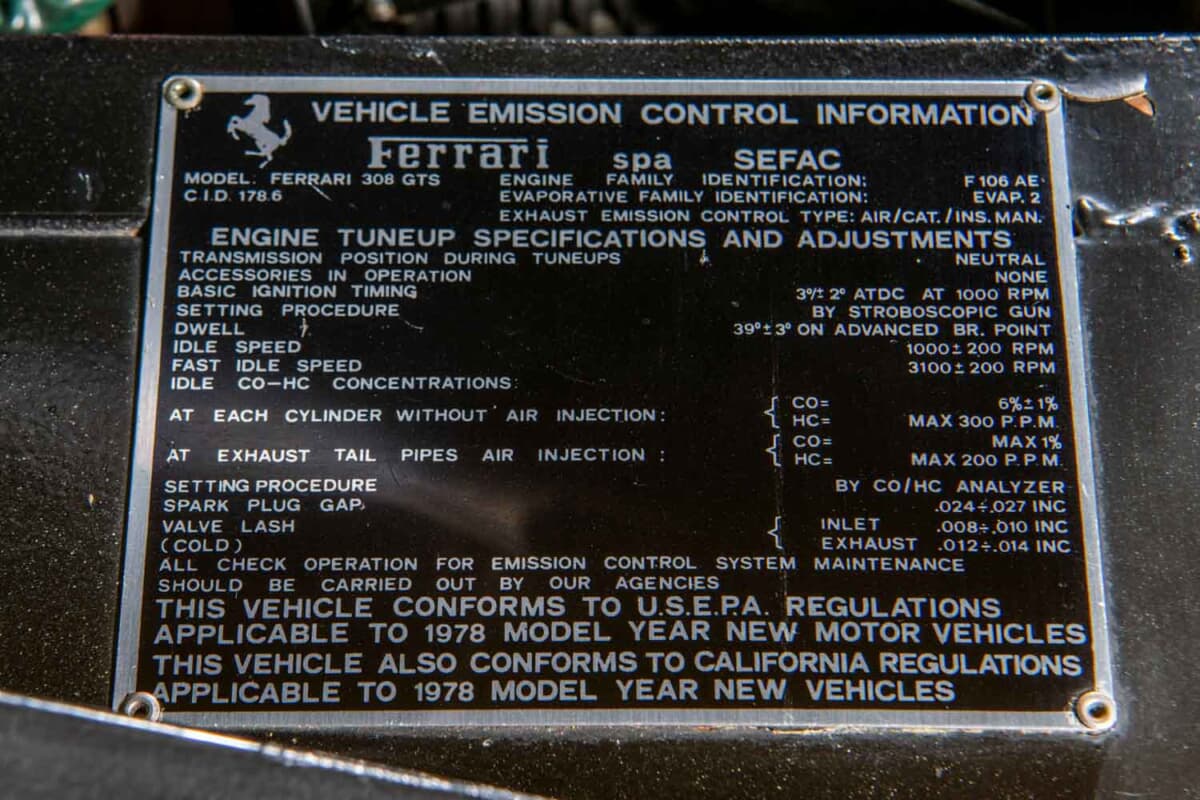 VEHICLE EMISSION CONTROL INFORMATION
Ferrari spa SEFAC
MODEL: FERRARI 308 GTS ENGINE FAMILY IDENTIFICATION: F 106 AE
C I.D. 178.6 EVAPORATIVE FAMILY IDENTIFICATION: EVAP. 2
EXHAUST EMISSION CONTROL TYPE: AIR/CAT./INS. MAN.
ENGINE TUNEUP SPECIFICATIONS AND ADJUSTMENTS
TRANSMISSION POSITION DURING TUNEUPS NEUTRAL
ACCESSORIES IN OPERATION NONE
BASIC IGNITION TIMING 3°± 2° ATDC AT 1000 RPM
SETTING PROCEDURE BY STROBOSCOPIC GUN
DWELL 39°±3° ON ADVANCED BR. POINT
IDLE SPEED 1000±200 RPM
FAST IDLE SPEED 3100±200 RPM
IDLE CO-HC CONCENTRATIONS:
AT EACH CYLINDER WITHOUT AIR INJECTION: { CO= 6%±1%
HC= MAX 300 P.P.M.
AT EXHAUST TAIL PIPES AIR INJECTION : { CO= MAX 1%
HC= MAX 200 P.P.M.
SETTING PROCEDURE BY CO/HC ANALYZER
SPARK PLUG GAP .024÷.027 INC
VALVE LASH { INLET .008÷.010 INC
(COLD) EXHAUST .012÷.014 INC
ALL CHECK OPERATION FOR EMISSION CONTROL SYSTEM MAINTENANCE
SHOULD BE CARRIED OUT BY OUR AGENCIES
THIS VEHICLE CONFORMS TO U.S.E.P.A. REGULATIONS
APPLICABLE TO 1978 MODEL YEAR NEW MOTOR VEHICLES
THIS VEHICLE ALSO CONFORMS TO CALIFORNIA REGULATIONS
APPLICABLE TO 1978 MODEL YEAR NEW VEHICLES